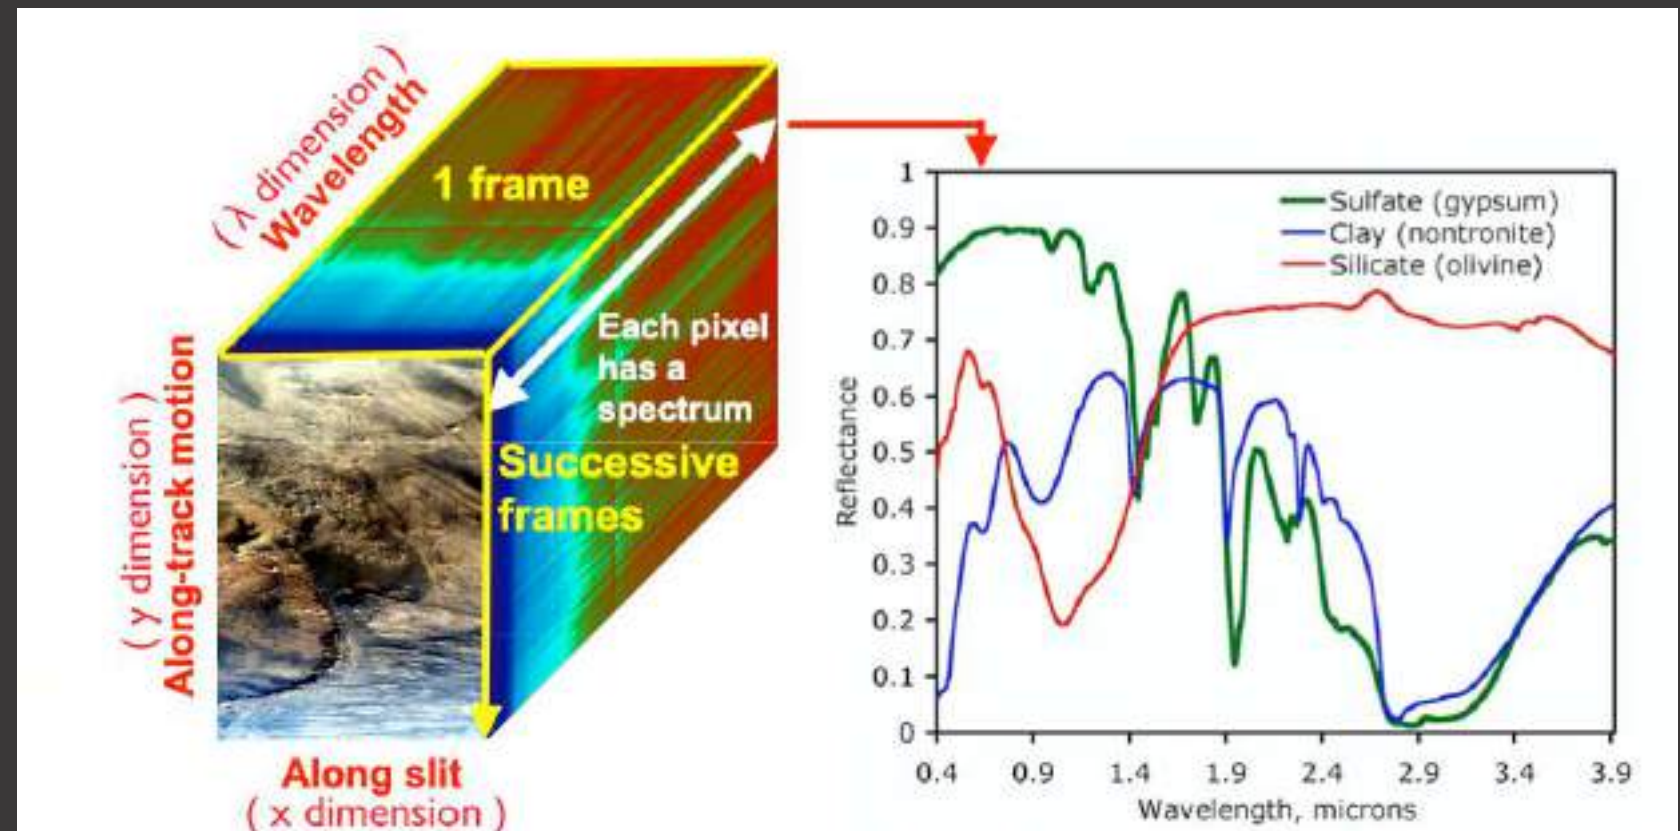 ( λ dimension )
Wavelength
1 frame
Each pixel
has a
spectrum
Successive
frames
( y dimension )
Along-track motion
Along slit
( x dimension )
Sulfate (gypsum)
Clay (nontronite)
Silicate (olivine)
Reflectance
1
0.9
0.8
0.7
0.6
0.5
0.4
0.3
0.2
0.1
0
0.4 0.9 1.4 1.9 2.4 2.9 3.4 3.9
Wavelength, microns